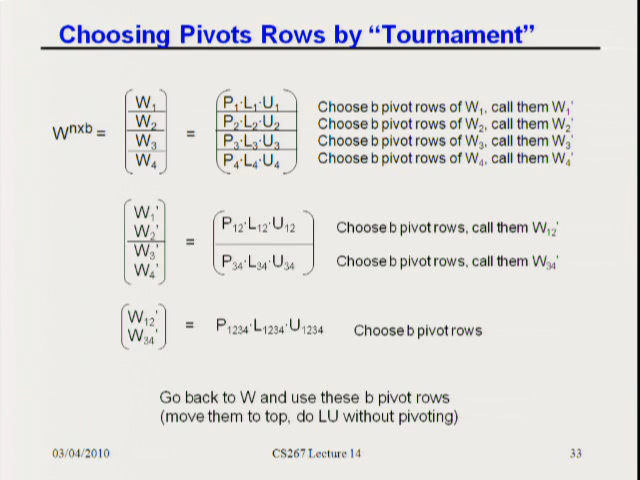 Choosing Pivots Rows by “Tournament”
Wⁿˣᵇ = W₁ W₂ W₃ W₄ = P₁·L₁·U₁ P₂·L₂·U₂ P₃·L₃·U₃ P₄·L₄·U₄
Choose b pivot rows of W₁, call them W₁'
Choose b pivot rows of W₂, call them W₂'
Choose b pivot rows of W₃, call them W₃'
Choose b pivot rows of W₄, call them W₄'
W₁' W₂' W₃' W₄' = P₁₂·L₁₂·U₁₂ P₃₄·L₃₄·U₃₄
Choose b pivot rows, call them W₁₂'
Choose b pivot rows, call them W₃₄'
W₁₂' W₃₄' = P₁₂₃₄·L₁₂₃₄·U₁₂₃₄
Choose b pivot rows
Go back to W and use these b pivot rows
(move them to top, do LU without pivoting)
03/04/2010 CS267 Lecture 14 33